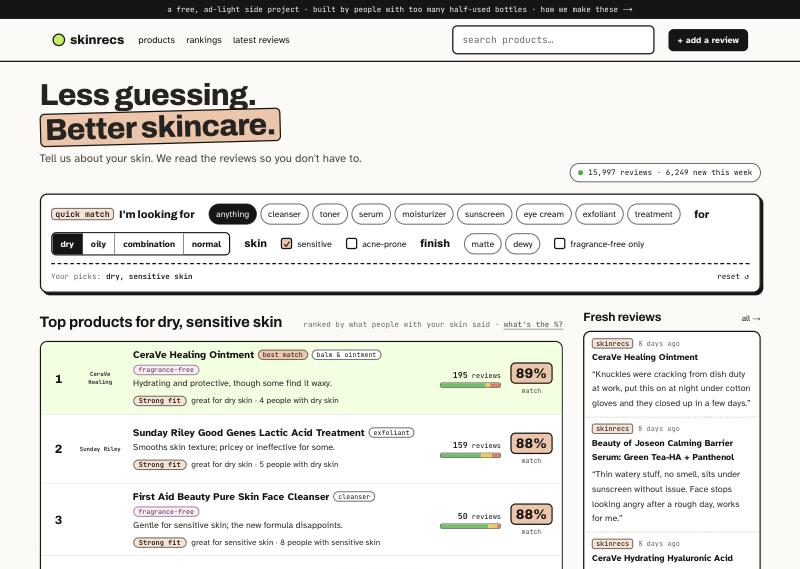 a free, ad-light side project · built by people with too many half-used bottles · how we make these →
skinrecs products rankings latest reviews search products… + add a review
Less guessing.
Better skincare.
Tell us about your skin. We read the reviews so you don't have to.
15,997 reviews · 6,249 new this week
quick match I'm looking for anything cleanser toner serum moisturizer sunscreen eye cream exfoliant treatment for
dry oily combination normal skin sensitive acne-prone finish matte dewy fragrance-free only
Your picks: dry, sensitive skin reset ↺
Top products for dry, sensitive skin ranked by what people with your skin said · what's the %?
1 CeraVe Healing
CeraVe Healing Ointment best match balm & ointment
fragrance-free
Hydrating and protective, though some find it waxy.
Strong fit great for dry skin · 4 people with dry skin
195 reviews 89%
match
2 Sunday Riley
Sunday Riley Good Genes Lactic Acid Treatment exfoliant
Smooths skin texture; pricey or ineffective for some.
Strong fit great for dry skin · 5 people with dry skin
159 reviews 88%
match
3
First Aid Beauty Pure Skin Face Cleanser cleanser
fragrance-free
Gentle for sensitive skin; the new formula disappoints.
Strong fit great for sensitive skin · 8 people with sensitive skin
50 reviews 88%
match
Fresh reviews all →
skinrecs 8 days ago
CeraVe Healing Ointment
“Knuckles were cracking from dish duty
at work, put this on at night under cotton
gloves and they closed up in a few days.”
skinrecs 8 days ago
Beauty of Joseon Calming Barrier
Serum: Green Tea-HA + Panthenol
“Thin watery stuff, no smell, sits under
sunscreen without issue. Face stops
looking angry after a rough day, works
for me.”
skinrecs 8 days ago
CeraVe Hydrating Hyaluronic Acid